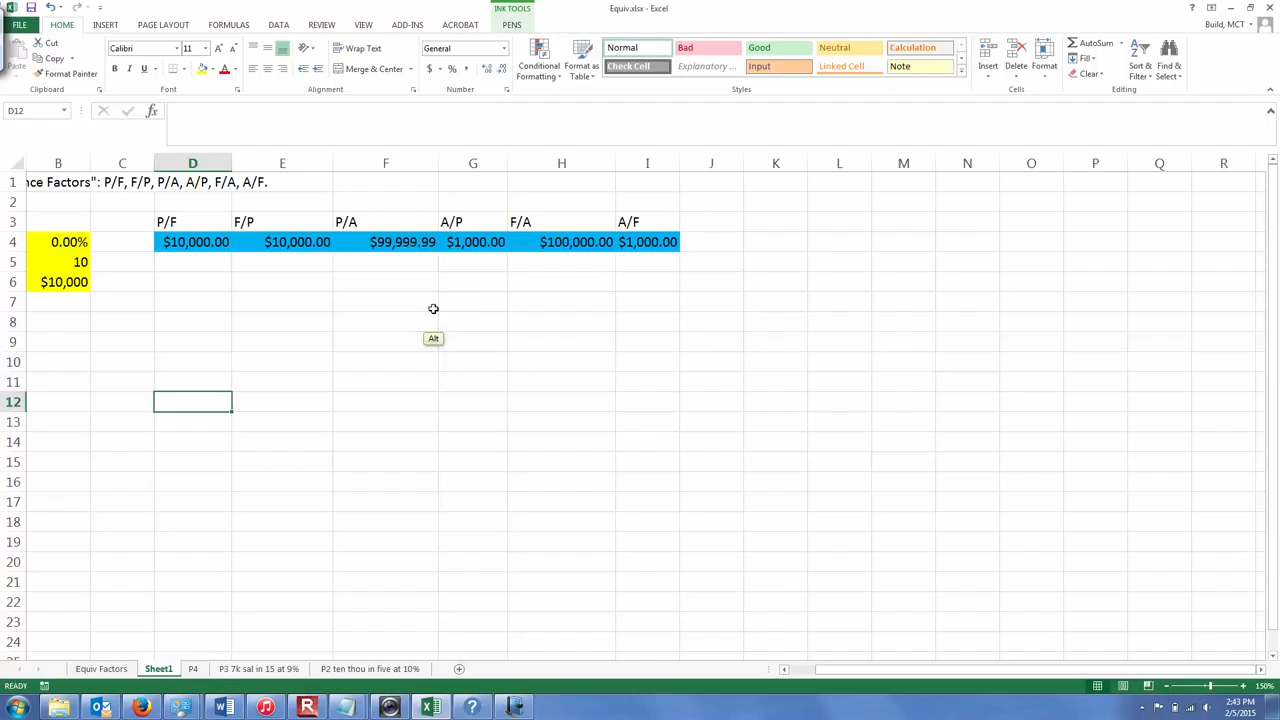 Equiv.xlsx - Excel
INK TOOLS
FILE HOME INSERT PAGE LAYOUT FORMULAS DATA REVIEW VIEW ADD-INS ACROBAT PENS
Build, MCT
Cut
Copy
Format Painter
Paste
Clipboard
Calibri 11
B I U
Font
Wrap Text
Merge & Center
Alignment
General
$ % ,
Number
Conditional Formatting
Format as Table
Normal Bad Good Neutral Calculation
Check Cell Explanatory ... Input Linked Cell Note
Styles
Insert Delete Format
Cells
AutoSum
Fill
Clear
Sort & Filter
Find & Select
Editing
D12
fx
B C D E F G H I J K L M N O P Q R
1 nce Factors": P/F, F/P, P/A, A/P, F/A, A/F.
2
3 P/F F/P P/A A/P F/A A/F
4 0.00% $10,000.00 $10,000.00 $99,999.99 $1,000.00 $100,000.00 $1,000.00
5 10
6 $10,000
7
8
Alt
9
10
11
12
13
14
15
16
17
18
19
20
21
22
23
24
Equiv Factors Sheet1 P4 P3 7k sal in 15 at 9% P2 ten thou in five at 10%
READY
150%
2:43 PM
2/5/2015